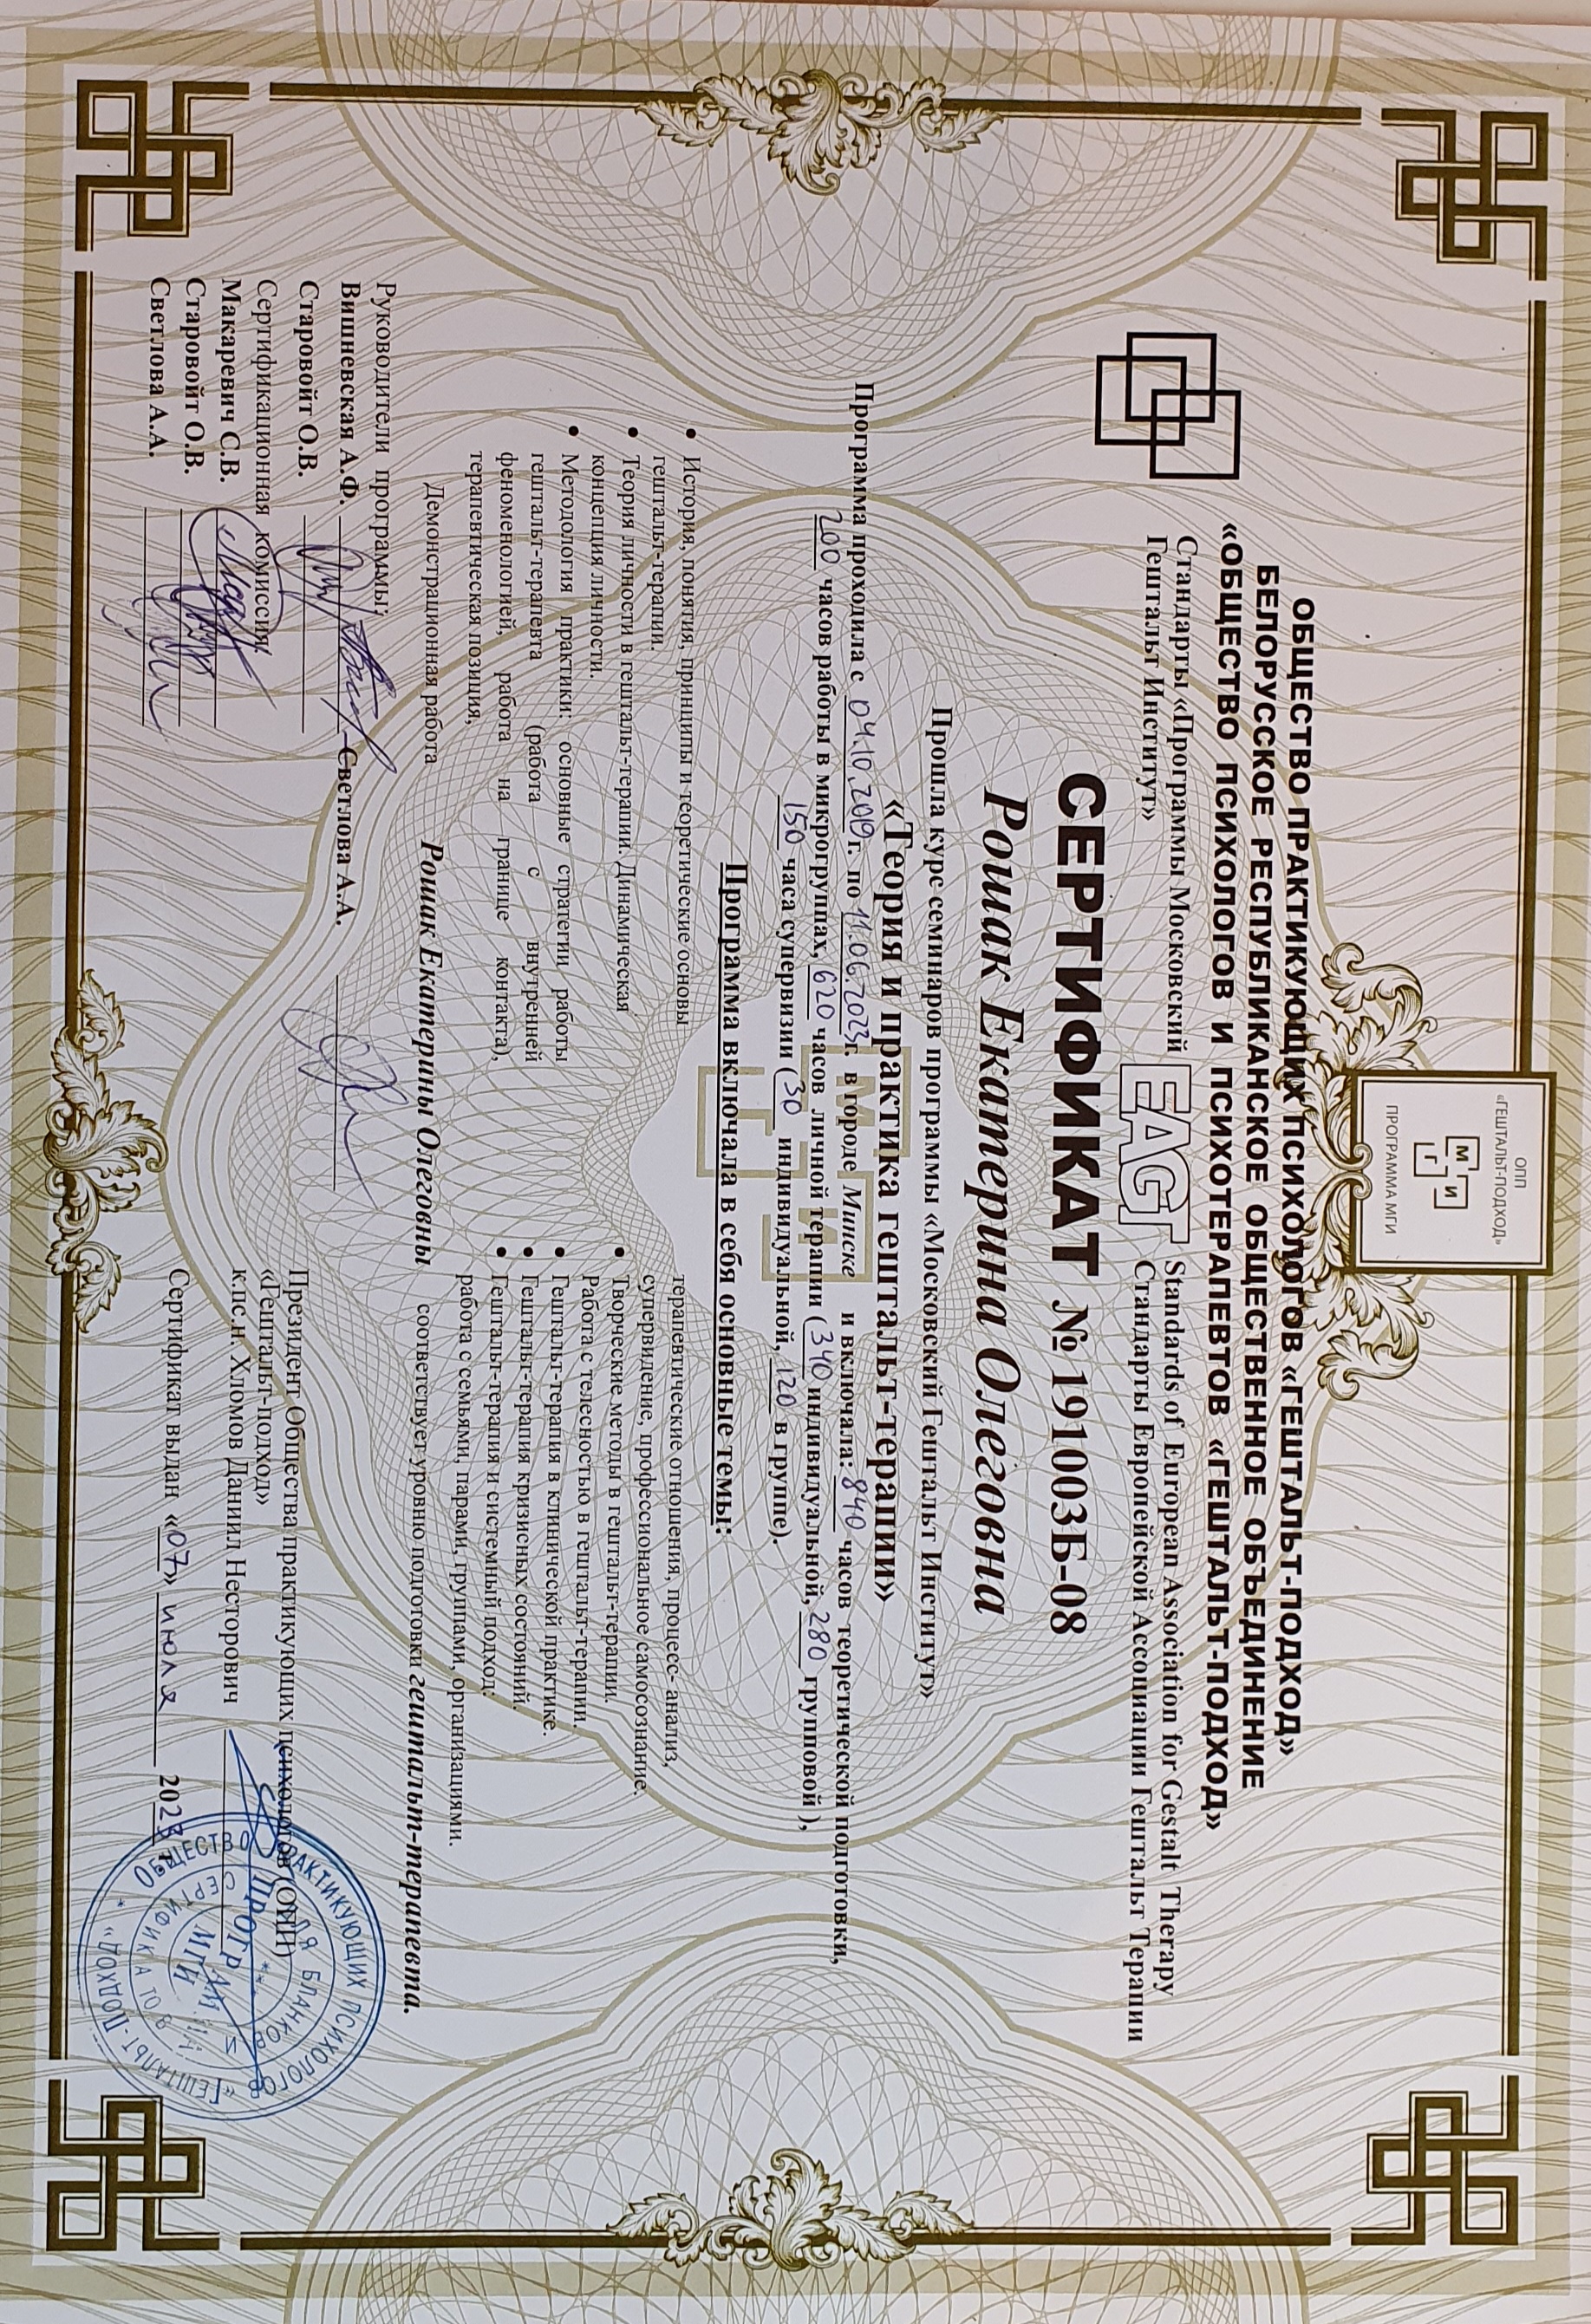 ОПП
«ГЕШТАЛЬТ-ПОДХОД»
М И
Г
ПРОГРАММА МГИ
ОБЩЕСТВО ПРАКТИКУЮЩИХ ПСИХОЛОГОВ «ГЕШТАЛЬТ-ПОДХОД»
БЕЛОРУССКОЕ РЕСПУБЛИКАНСКОЕ ОБЩЕСТВЕННОЕ ОБЪЕДИНЕНИЕ
«ОБЩЕСТВО ПСИХОЛОГОВ И ПСИХОТЕРАПЕВТОВ «ГЕШТАЛЬТ-ПОДХОД»
Стандарты «Программы Московский
Гештальт Институт»
EAGT
Standards of European Association for Gestalt Therapy
Стандарты Европейской Ассоциации Гештальт Терапии
СЕРТИФИКАТ № 191003Б-08
Рошак Екатерина Олеговна
Прошла курс семинаров программы «Московский Гештальт Институт»
«Теория и практика гештальт-терапии»
Программа проходила с 04.10.2019 г. по 11.06.2023г. в городе Минске и включала: 840 часов теоретической подготовки,
200 часов работы в микрогруппах, 620 часов личной терапии (340 индивидуальной, 280 групповой ),
150 часа супервизии (30 индивидуальной, 120 в группе).
Программа включала в себя основные темы:
• История, понятия, принципы и теоретические основы
гештальт-терапии.
• Теория личности в гештальт-терапии. Динамическая
концепция личности.
• Методология практики: основные стратегии работы
гештальт-терапевта (работа с внутренней
феноменологией, работа на границе контакта),
терапевтическая позиция,
терапевтические отношения, процесс- анализ,
супервидение, профессиональное самосознание.
• Творческие методы в гештальт-терапии.
Работа с телесностью в гештальт-терапии.
• Гештальт-терапия в клинической практике.
• Гештальт-терапия кризисных состояний.
• Гештальт-терапия и системный подход:
работа с семьями, парами, группами, организациями.
Демонстрационная работа Рошак Екатерины Олеговны соответствует уровню подготовки гештальт-терапевта.
Руководители программы:
Вишневская А.Ф. Светлова А.А.
Старовойт О.В.
Сертификационная комиссия:
Макаревич С.В.
Старовойт О.В.
Светлова А.А.
Президент Общества практикующих психологов (ОПП)
«Гештальт-подход»
к.пс.н. Хломов Даниил Несторович
Сертификат выдан «07» июля 2023 г.
ОБЩЕСТВО ПРАКТИКУЮЩИХ ПСИХОЛОГОВ «ГЕШТАЛЬТ-ПОДХОД»
ДЛЯ БЛАНКОВ И СЕРТИФИКАТОВ
МГИ